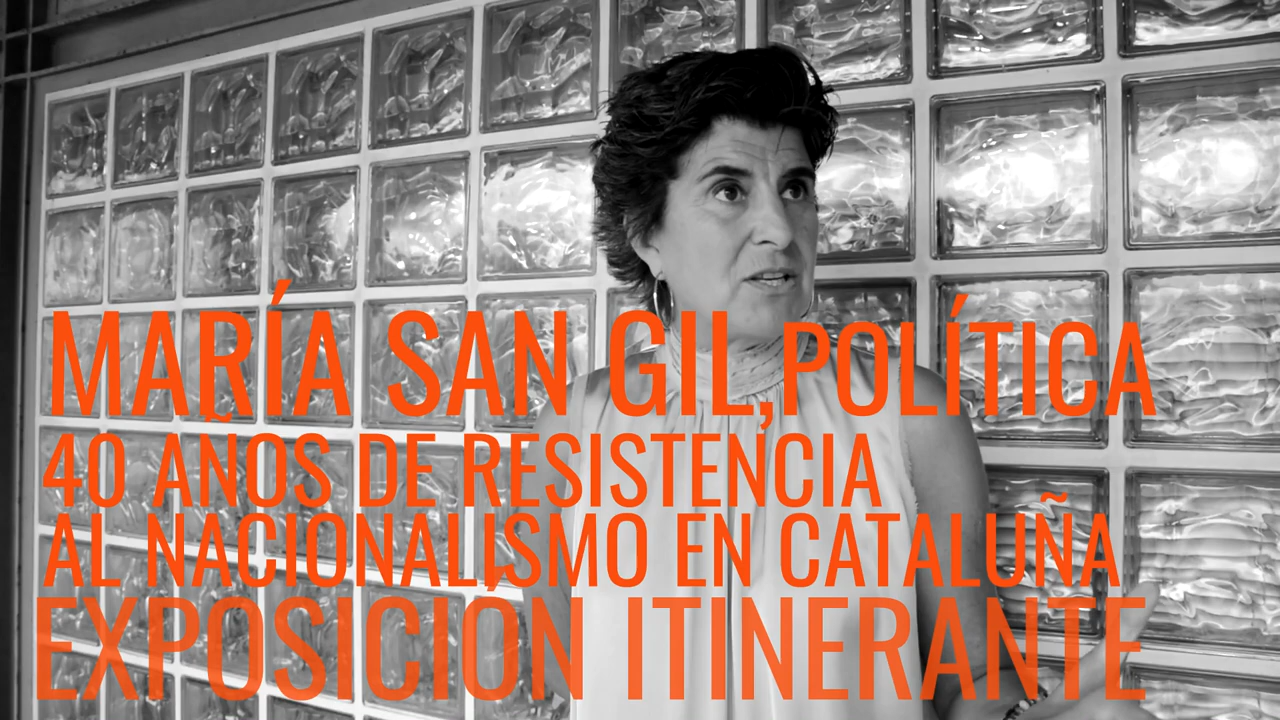 MARÍA SAN GIL,POLÍTICA
40 AÑOS DE RESISTENCIA
AL NACIONALISMO EN CATALUÑA
EXPOSICIÓN ITINERANTE